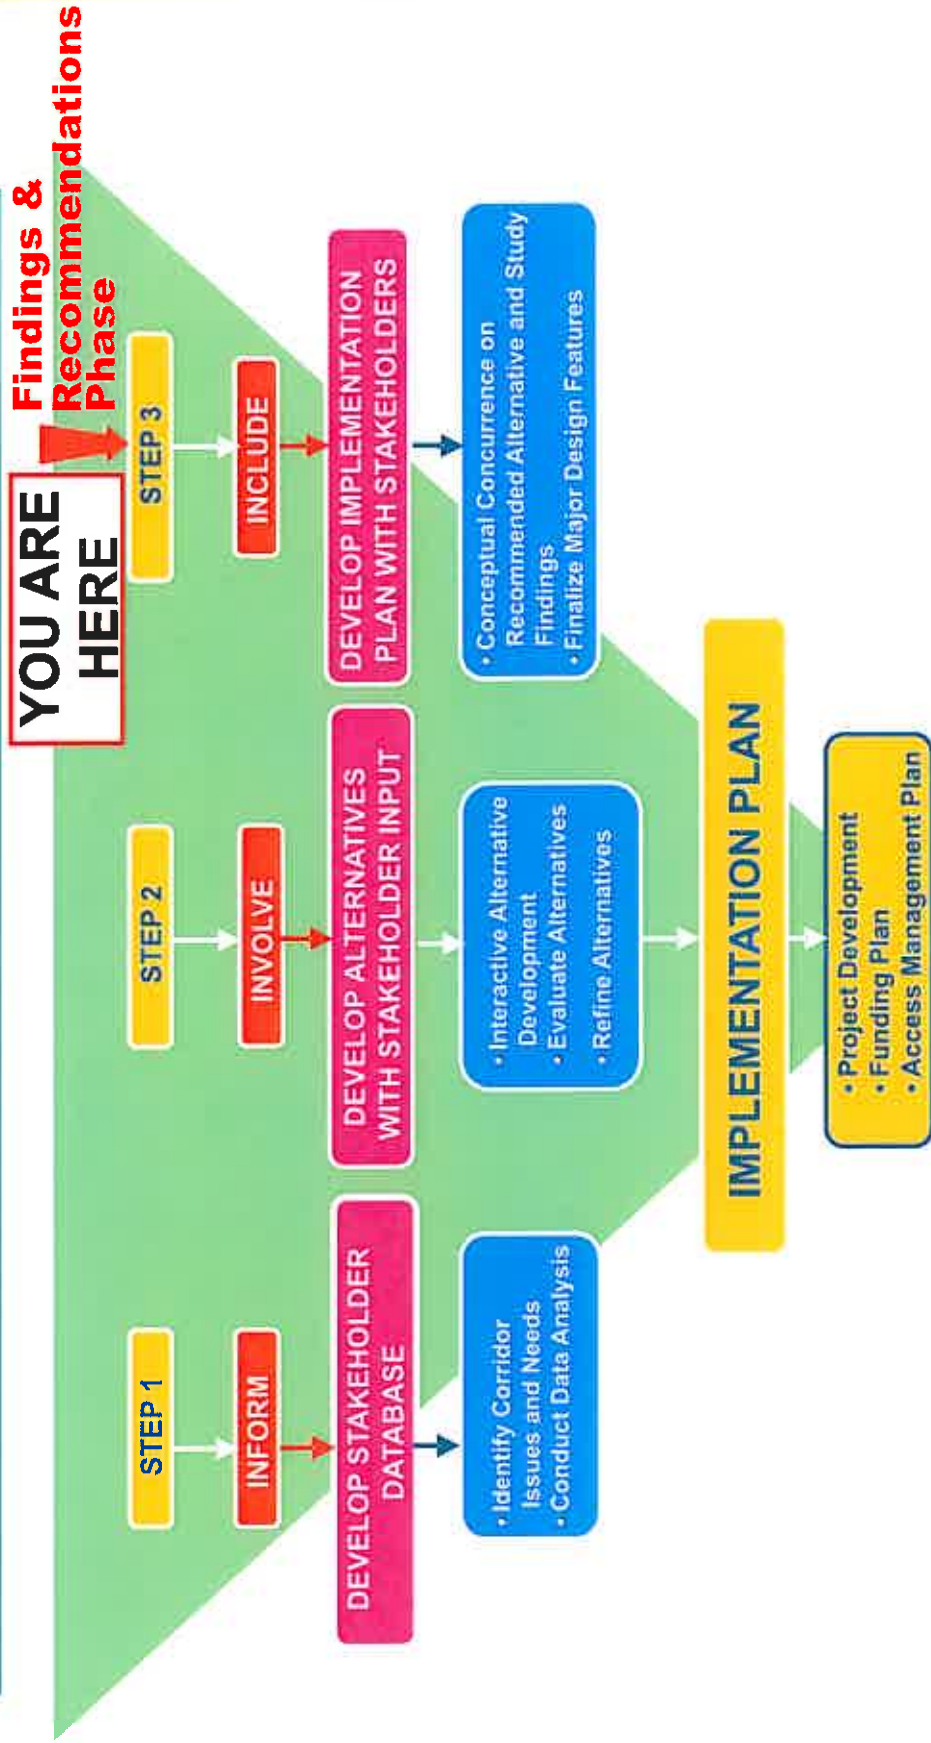 YOU ARE
HERE
Findings &
Recommendations
Phase
STEP 1
INFORM
DEVELOP STAKEHOLDER
DATABASE
• Identify Corridor
Issues and Needs
• Conduct Data Analysis
STEP 2
INVOLVE
DEVELOP ALTERNATIVES
WITH STAKEHOLDER INPUT
• Interactive Alternative
Development
• Evaluate Alternatives
• Refine Alternatives
STEP 3
INCLUDE
DEVELOP IMPLEMENTATION
PLAN WITH STAKEHOLDERS
• Conceptual Concurrence on
Recommended Alternative and Study
Findings
• Finalize Major Design Features
IMPLEMENTATION PLAN
• Project Development
• Funding Plan
• Access Management Plan